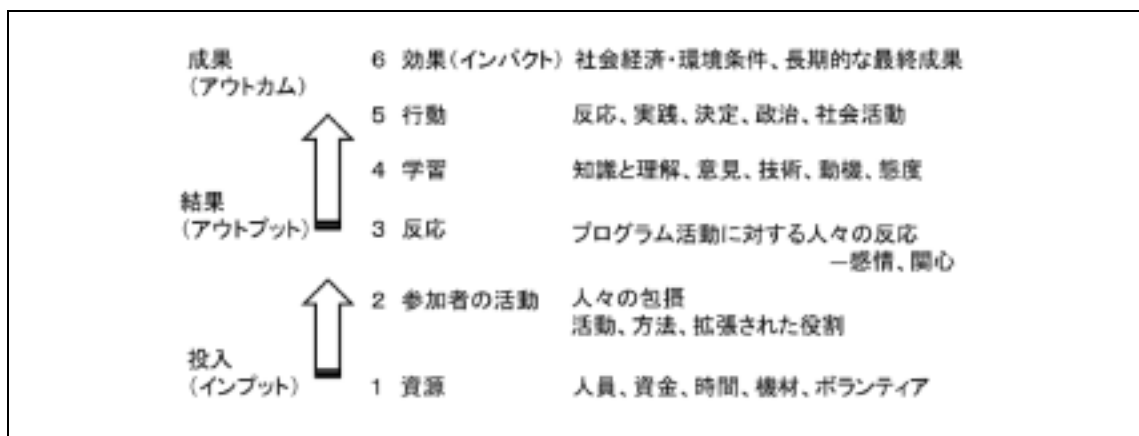 成果
(アウトカム)
6 効果(インパクト) 社会経済・環境条件、長期的な最終成果
5 行動 反応、実践、決定、政治、社会活動
4 学習 知識と理解、意見、技術、動機、態度
結果
(アウトプット)
3 反応 プログラム活動に対する人々の反応
―感情、関心
2 参加者の活動 人々の包摂
活動、方法、拡張された役割
投入
(インプット)
1 資源 人員、資金、時間、機材、ボランティア